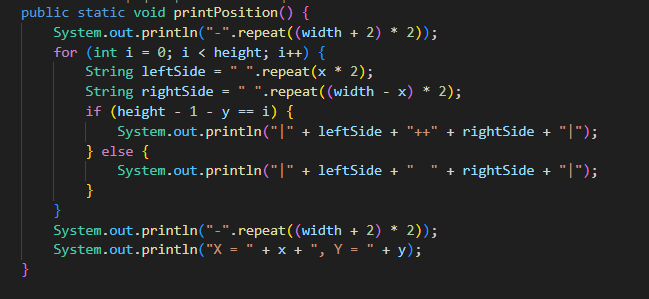 public static void printPosition() {
    System.out.println("-".repeat((width + 2) * 2));
    for (int i = 0; i < height; i++) {
        String leftSide = " ".repeat(x * 2);
        String rightSide = " ".repeat((width - x) * 2);
        if (height - 1 - y == i) {
            System.out.println("|" + leftSide + "++" + rightSide + "|");
        } else {
            System.out.println("|" + leftSide + "  " + rightSide + "|");
        }
    }
    System.out.println("-".repeat((width + 2) * 2));
    System.out.println("X = " + x + ", Y = " + y);
}